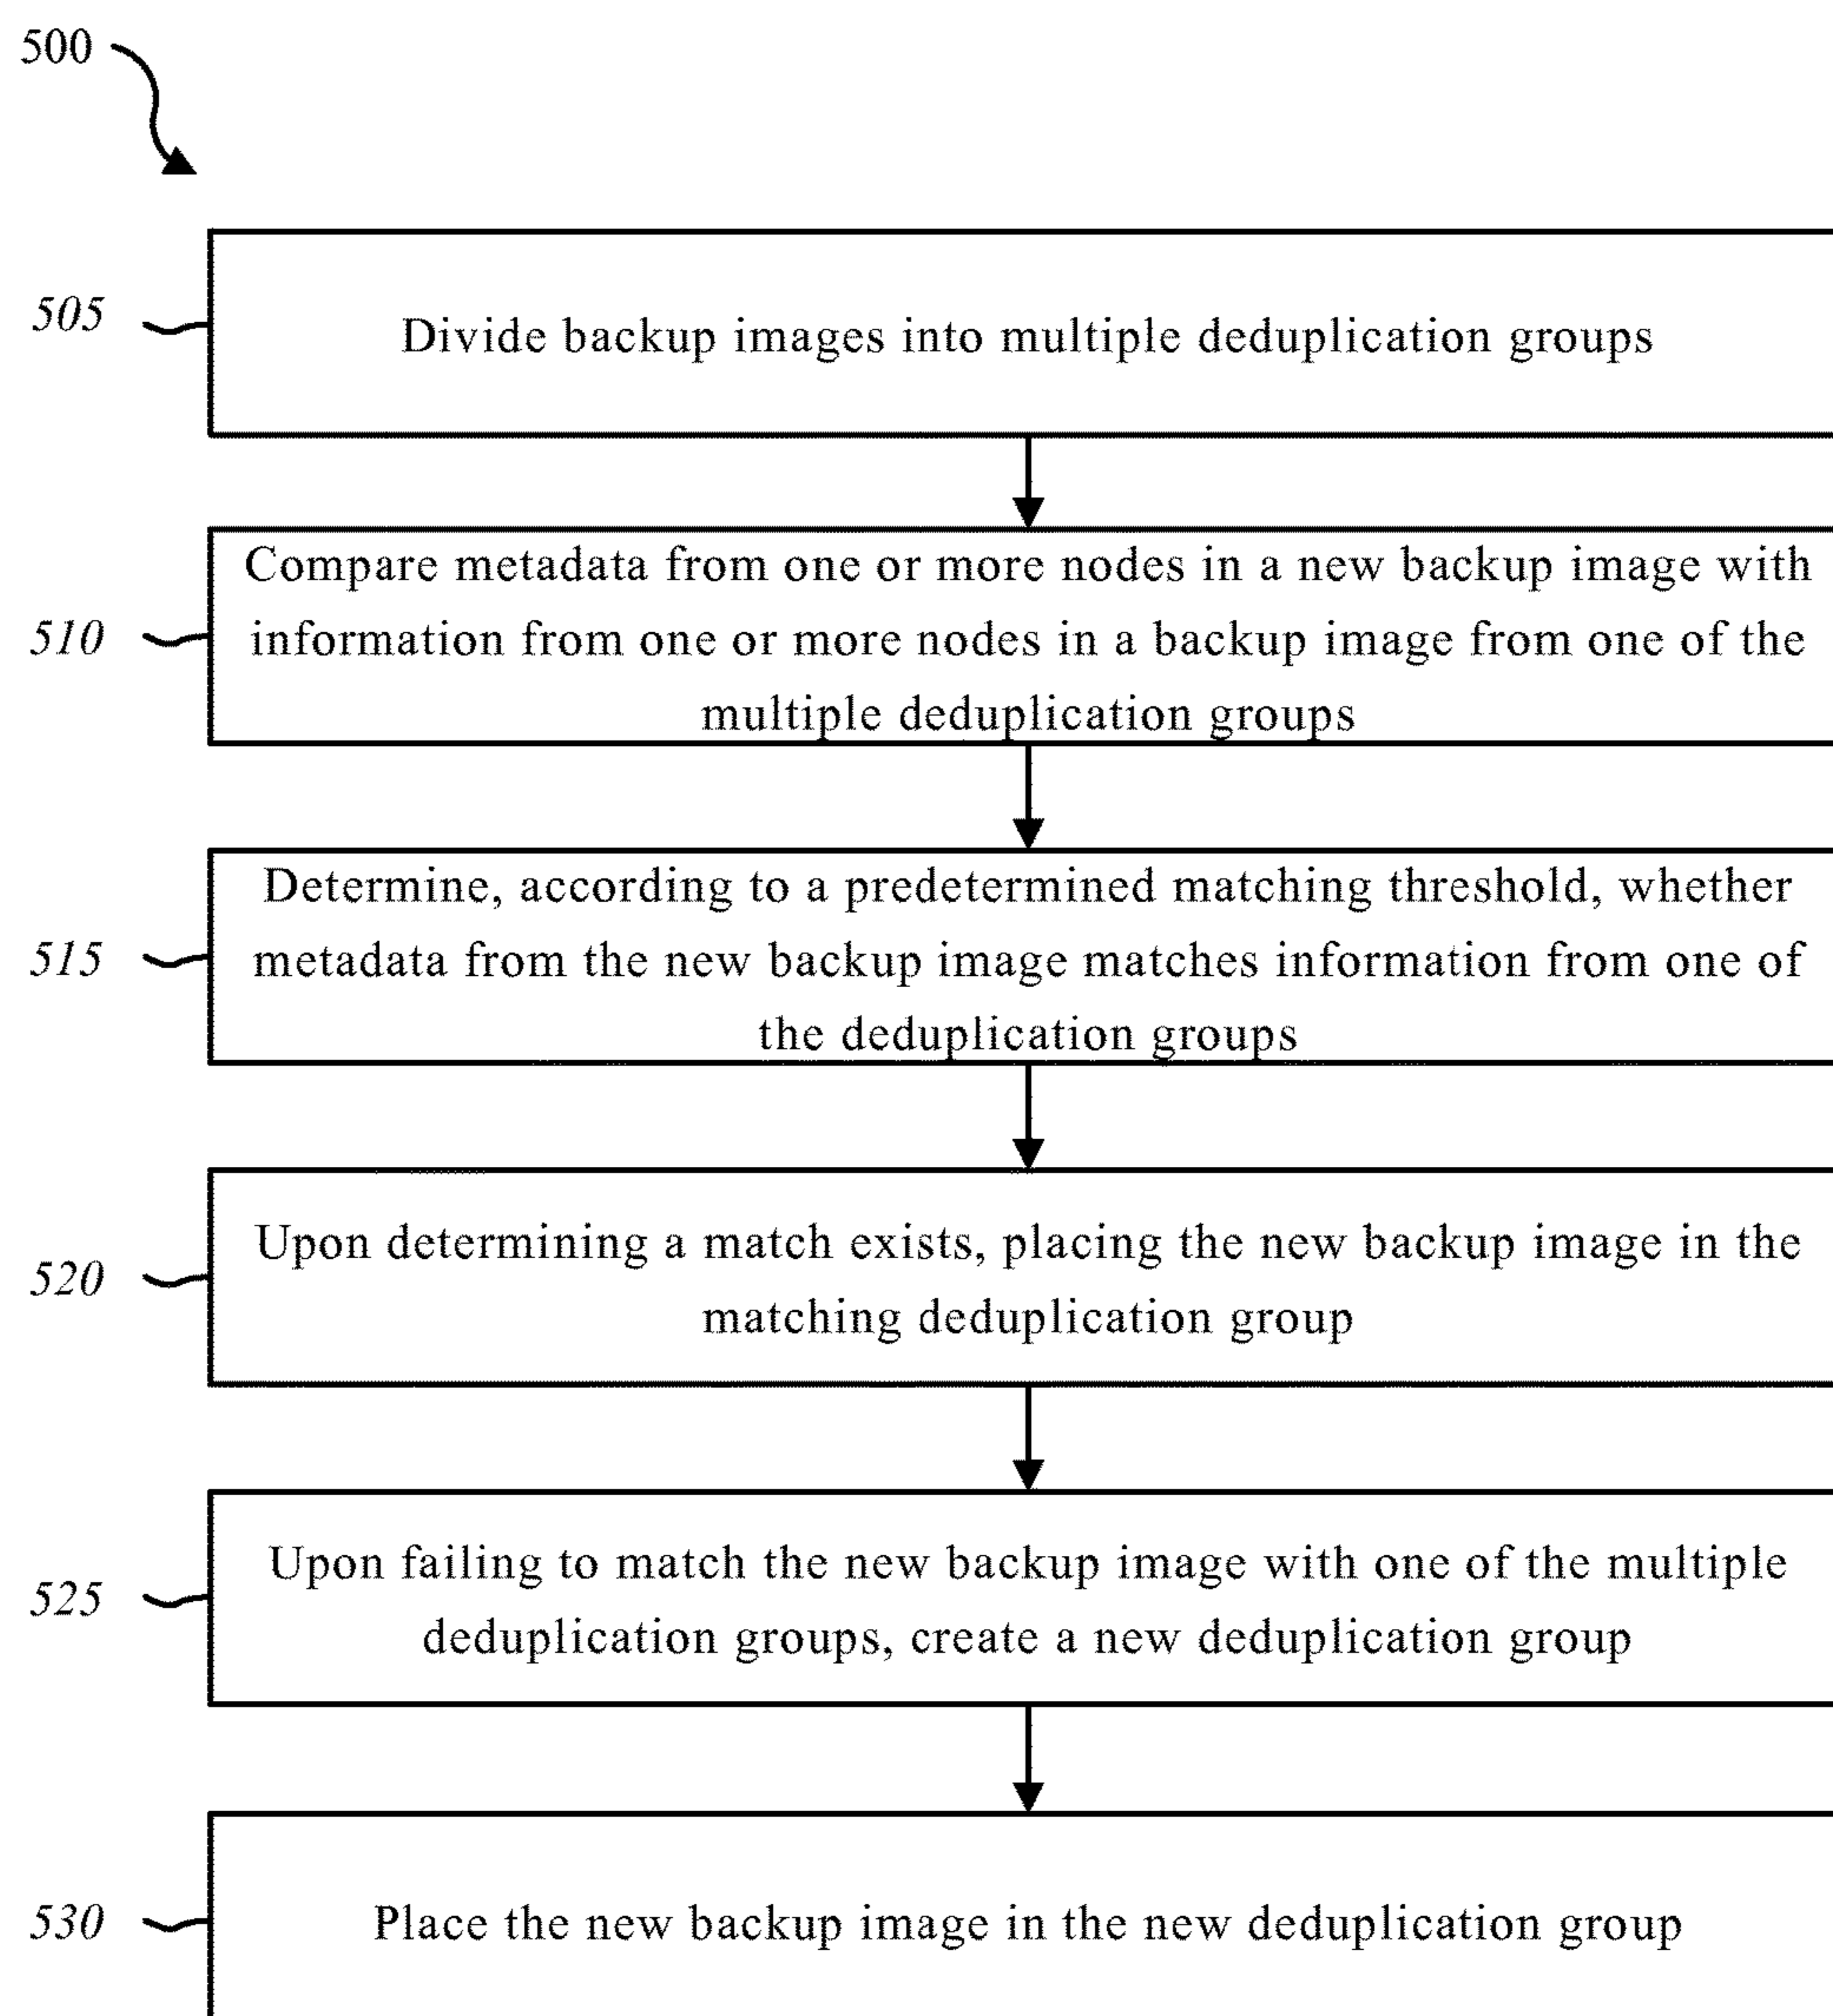 500
505
Divide backup images into multiple deduplication groups
510
Compare metadata from one or more nodes in a new backup image with
information from one or more nodes in a backup image from one of the
multiple deduplication groups
515
Determine, according to a predetermined matching threshold, whether
metadata from the new backup image matches information from one of
the deduplication groups
520
Upon determining a match exists, placing the new backup image in the
matching deduplication group
525
Upon failing to match the new backup image with one of the multiple
deduplication groups, create a new deduplication group
530
Place the new backup image in the new deduplication group